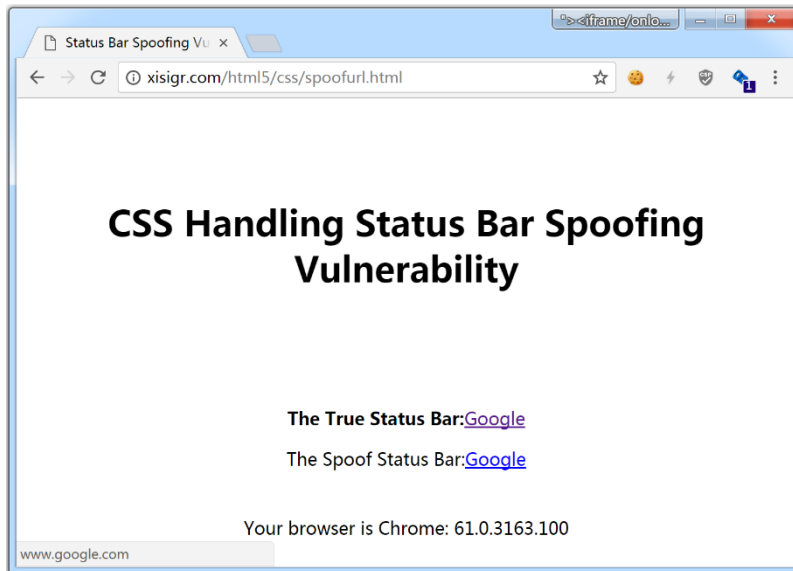 "><iframe/onlo...
Status Bar Spoofing Vu
xisigr.com/html5/css/spoofurl.html
1
CSS Handling Status Bar Spoofing
Vulnerability
The True Status Bar:Google
The Spoof Status Bar:Google
Your browser is Chrome: 61.0.3163.100
www.google.com